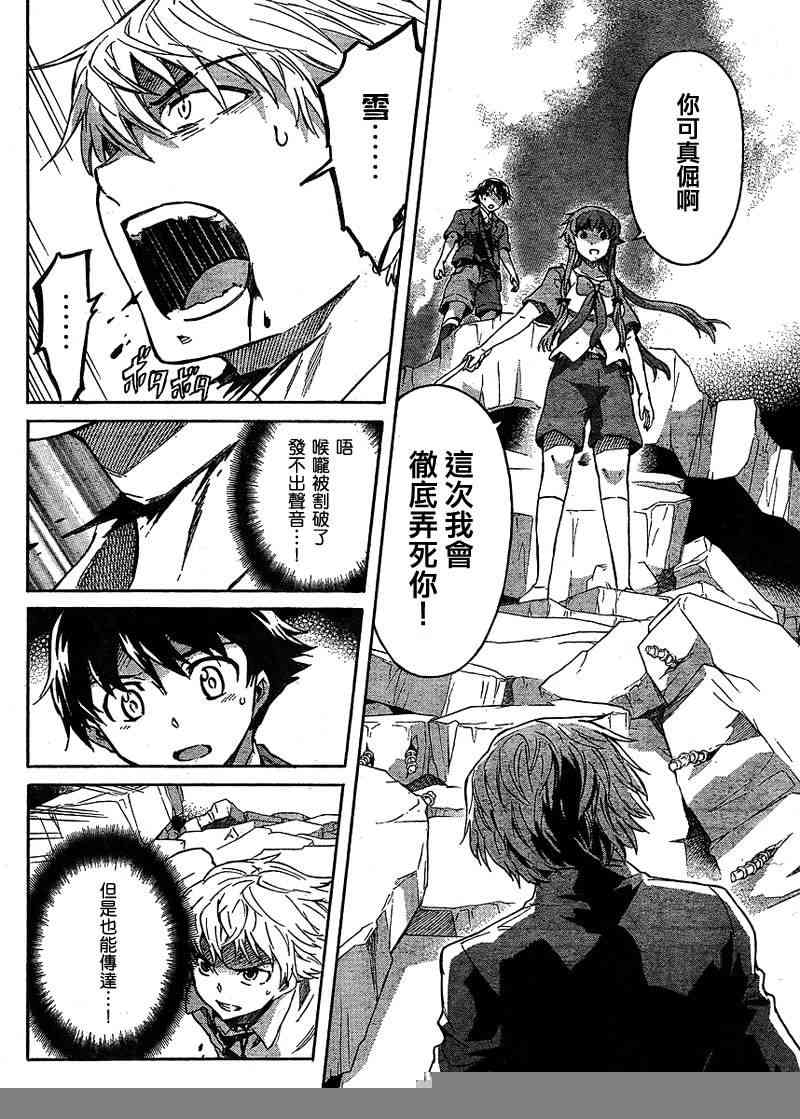 你可真倔啊
這次我會
徹底弄死你！
雪……
……
ボタ
ボタ
唔
喉嚨被割破了
發不出聲音…！
但是也能傳達…！